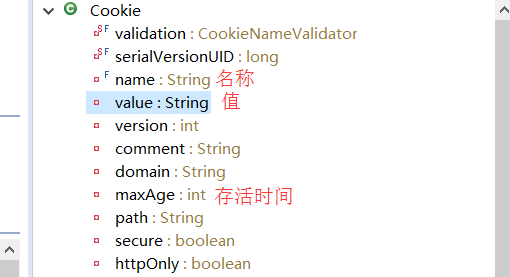 Cookie
validation : CookieNameValidator
serialVersionUID : long
name : String 名称
value : String 值
version : int
comment : String
domain : String
maxAge : int 存活时间
path : String
secure : boolean
httpOnly : boolean